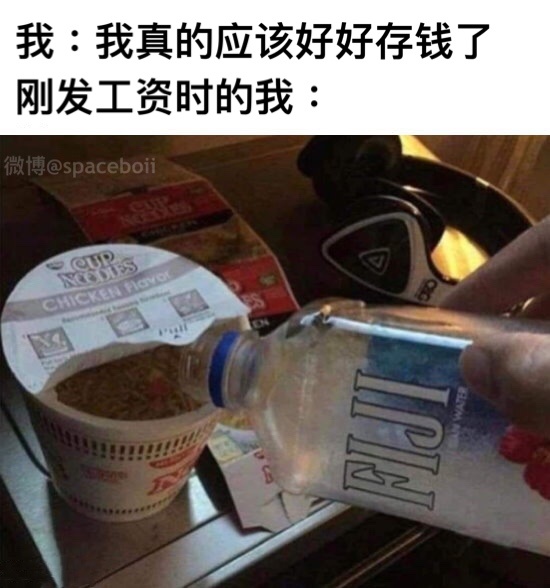 我：我真的应该好好存钱了
刚发工资时的我：
微博@spaceboii
CUP
NOODLES
CHICKEN Flavor
FIJI
WATER